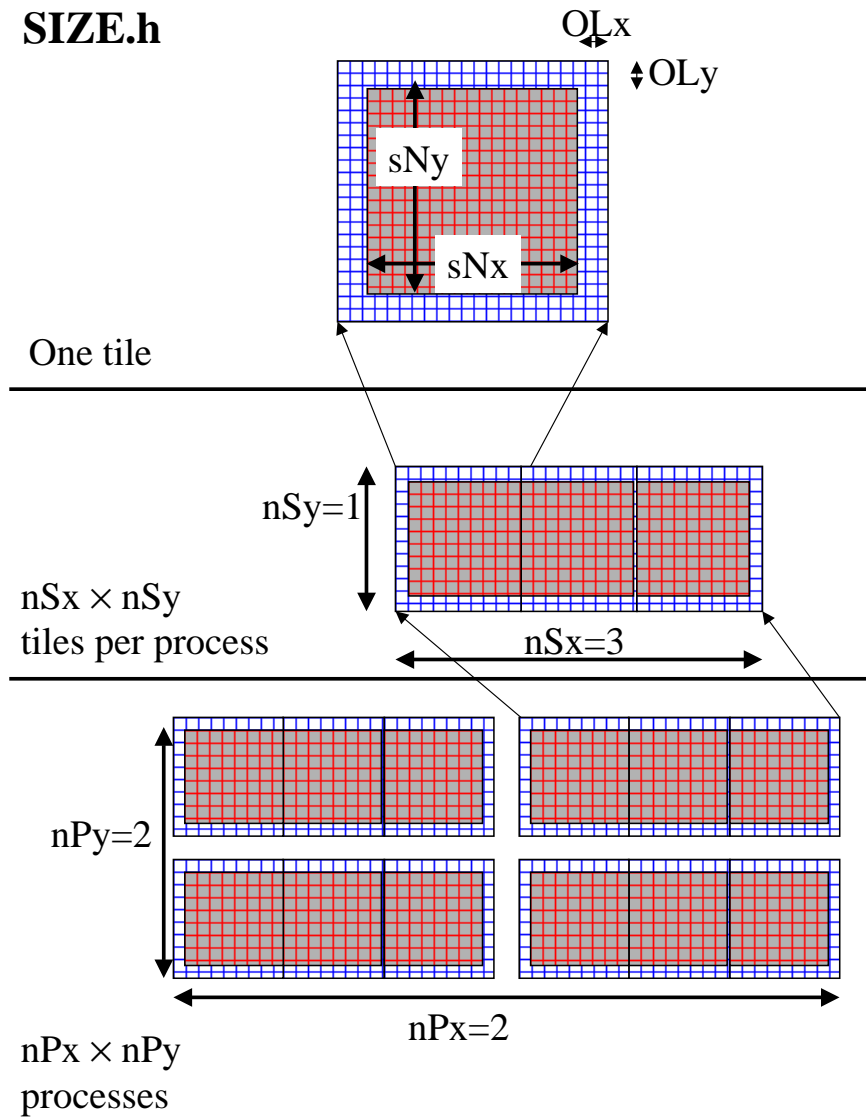 SIZE.h
OLx
OLy
sNy
sNx
One tile
nSy=1
nSx × nSy
tiles per process
nSx=3
nPy=2
nPx=2
nPx × nPy
processes